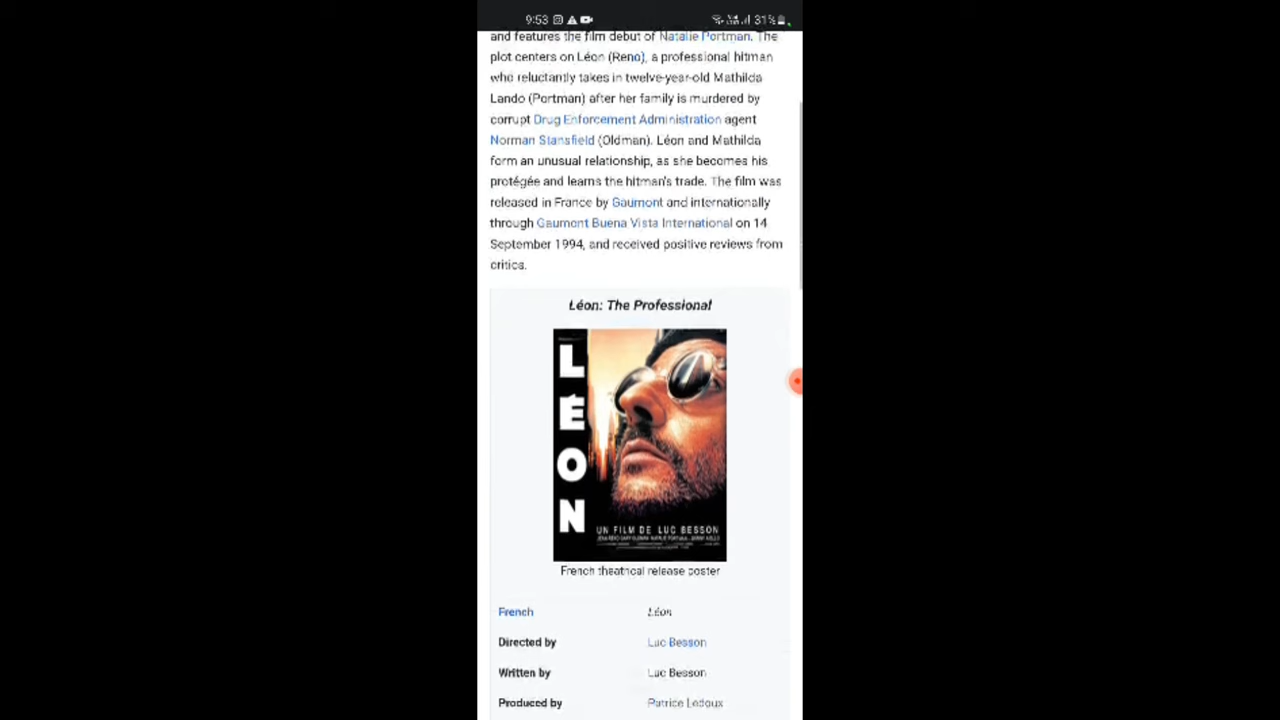 9:53
31%
and features the film debut of Natalie Portman. The
plot centers on Léon (Reno), a professional hitman
who reluctantly takes in twelve-year-old Mathilda
Lando (Portman) after her family is murdered by
corrupt Drug Enforcement Administration agent
Norman Stansfield (Oldman). Léon and Mathilda
form an unusual relationship, as she becomes his
protégée and learns the hitman's trade. The film was
released in France by Gaumont and internationally
through Gaumont Buena Vista International on 14
September 1994, and received positive reviews from
critics.
Léon: The Professional
LÉON
UN FILM DE LUC BESSON
French theatrical release poster
French Léon
Directed by Luc Besson
Written by Luc Besson
Produced by Patrice Ledoux